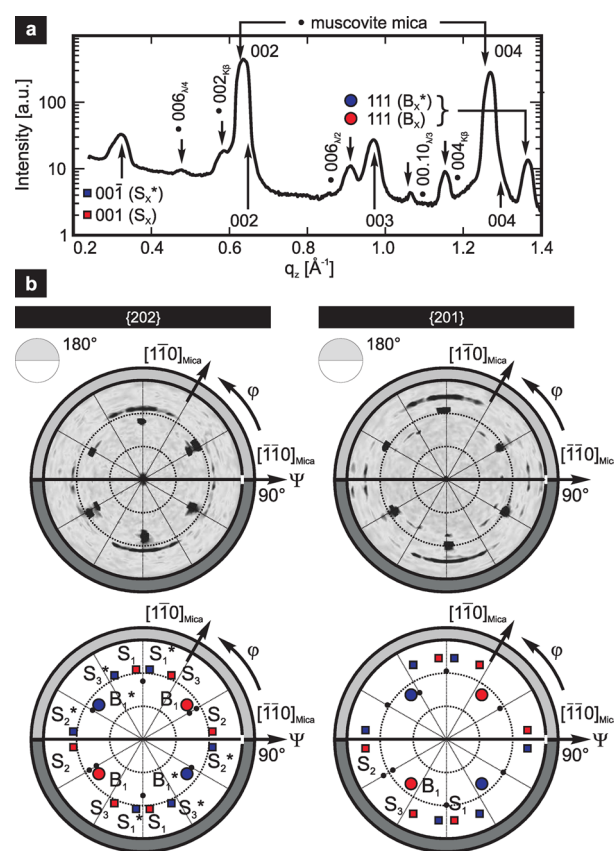 a
• muscovite mica
002
004
• 006λ/4
• 002Kβ
111 (Bx*)
111 (Bx)
• 006λ/2
• 00.10λ/3
• 004Kβ
001̄ (Sx*)
001 (Sx)
002
003
004
Intensity [a.u.]
100
10
1
0.2 0.4 0.6 0.8 1.0 1.2 1.4
qz [Å-1]
b
{202} {201}
180° [11̄0]Mica 180° [11̄0]Mica
φ φ
[1̄1̄0]Mica [1̄1̄0]Mica
Ψ Ψ
90° 90°
[11̄0]Mica [11̄0]Mica
S1 S1* φ φ
S3* S3
S2* B1* B1 S2 [1̄1̄0]Mica [1̄1̄0]Mic
Ψ Ψ
S2 B1 B1* S2* 90° S2 B1 90°
S3 S1* S1 S3* S3 S1